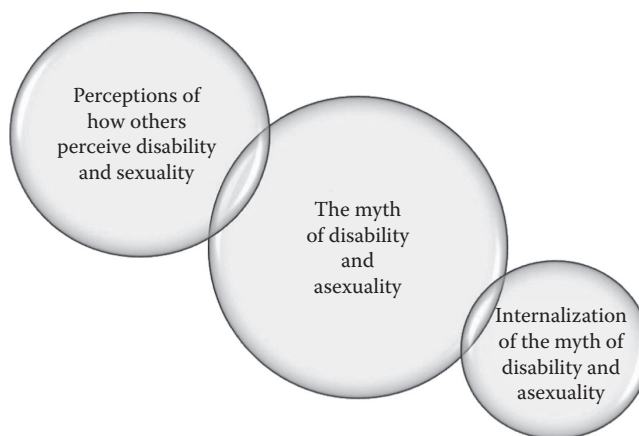 Perceptions of
how others
perceive disability
and sexuality
The myth
of disability
and
asexuality
Internalization
of the myth of
disability and
asexuality